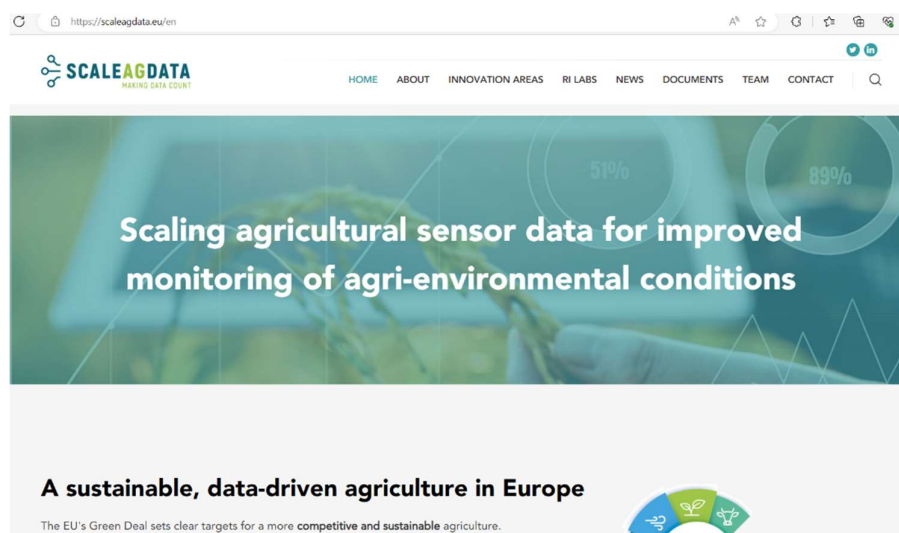 https://scaleagdata.eu/en
SCALEAGDATA
MAKING DATA COUNT
HOME ABOUT INNOVATION AREAS RI LABS NEWS DOCUMENTS TEAM CONTACT
51%
89%
Scaling agricultural sensor data for improved
monitoring of agri-environmental conditions
A sustainable, data-driven agriculture in Europe
The EU's Green Deal sets clear targets for a more competitive and sustainable agriculture.